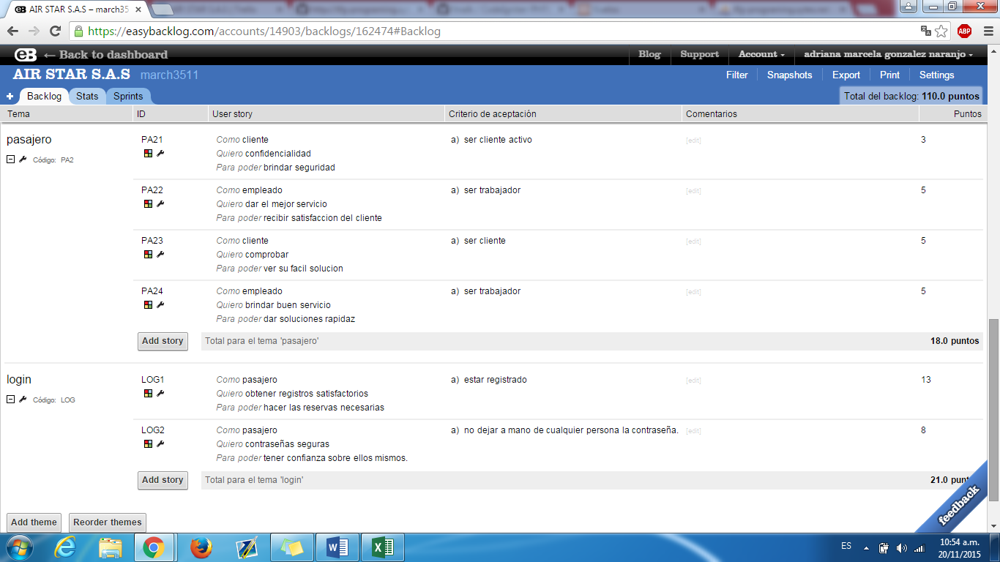 AIR STAR S.A.S – march35
https://easybacklog.com/accounts/14903/backlogs/162474#Backlog
ABP
eB ← Back to dashboard
Blog Support Account adriana marcela gonzalez naranjo
AIR STAR S.A.S march3511
Filter Snapshots Export Print Settings
+ Backlog Stats Sprints
Total del backlog: 110.0 puntos
Tema ID User story Criterio de aceptación Comentarios Puntos
pasajero
Código: PA2
PA21 Como cliente a) ser cliente activo [edit] 3
Quiero confidencialidad
Para poder brindar seguridad
PA22 Como empleado a) ser trabajador [edit] 5
Quiero dar el mejor servicio
Para poder recibir satisfaccion del cliente
PA23 Como cliente a) ser cliente [edit] 5
Quiero comprobar
Para poder ver su facil solucion
PA24 Como empleado a) ser trabajador [edit] 5
Quiero brindar buen servicio
Para poder dar soluciones rapidaz
Add story Total para el tema 'pasajero' 18.0 puntos
login
Código: LOG
LOG1 Como pasajero a) estar registrado [edit] 13
Quiero obtener registros satisfactorios
Para poder hacer las reservas necesarias
LOG2 Como pasajero a) no dejar a mano de cualquier persona la contraseña. [edit] 8
Quiero contraseñas seguras
Para poder tener confianza sobre ellos mismos.
Add story Total para el tema 'login' 21.0 punt
feedback
Add theme Reorder themes
ES 10:54 a.m.
20/11/2015